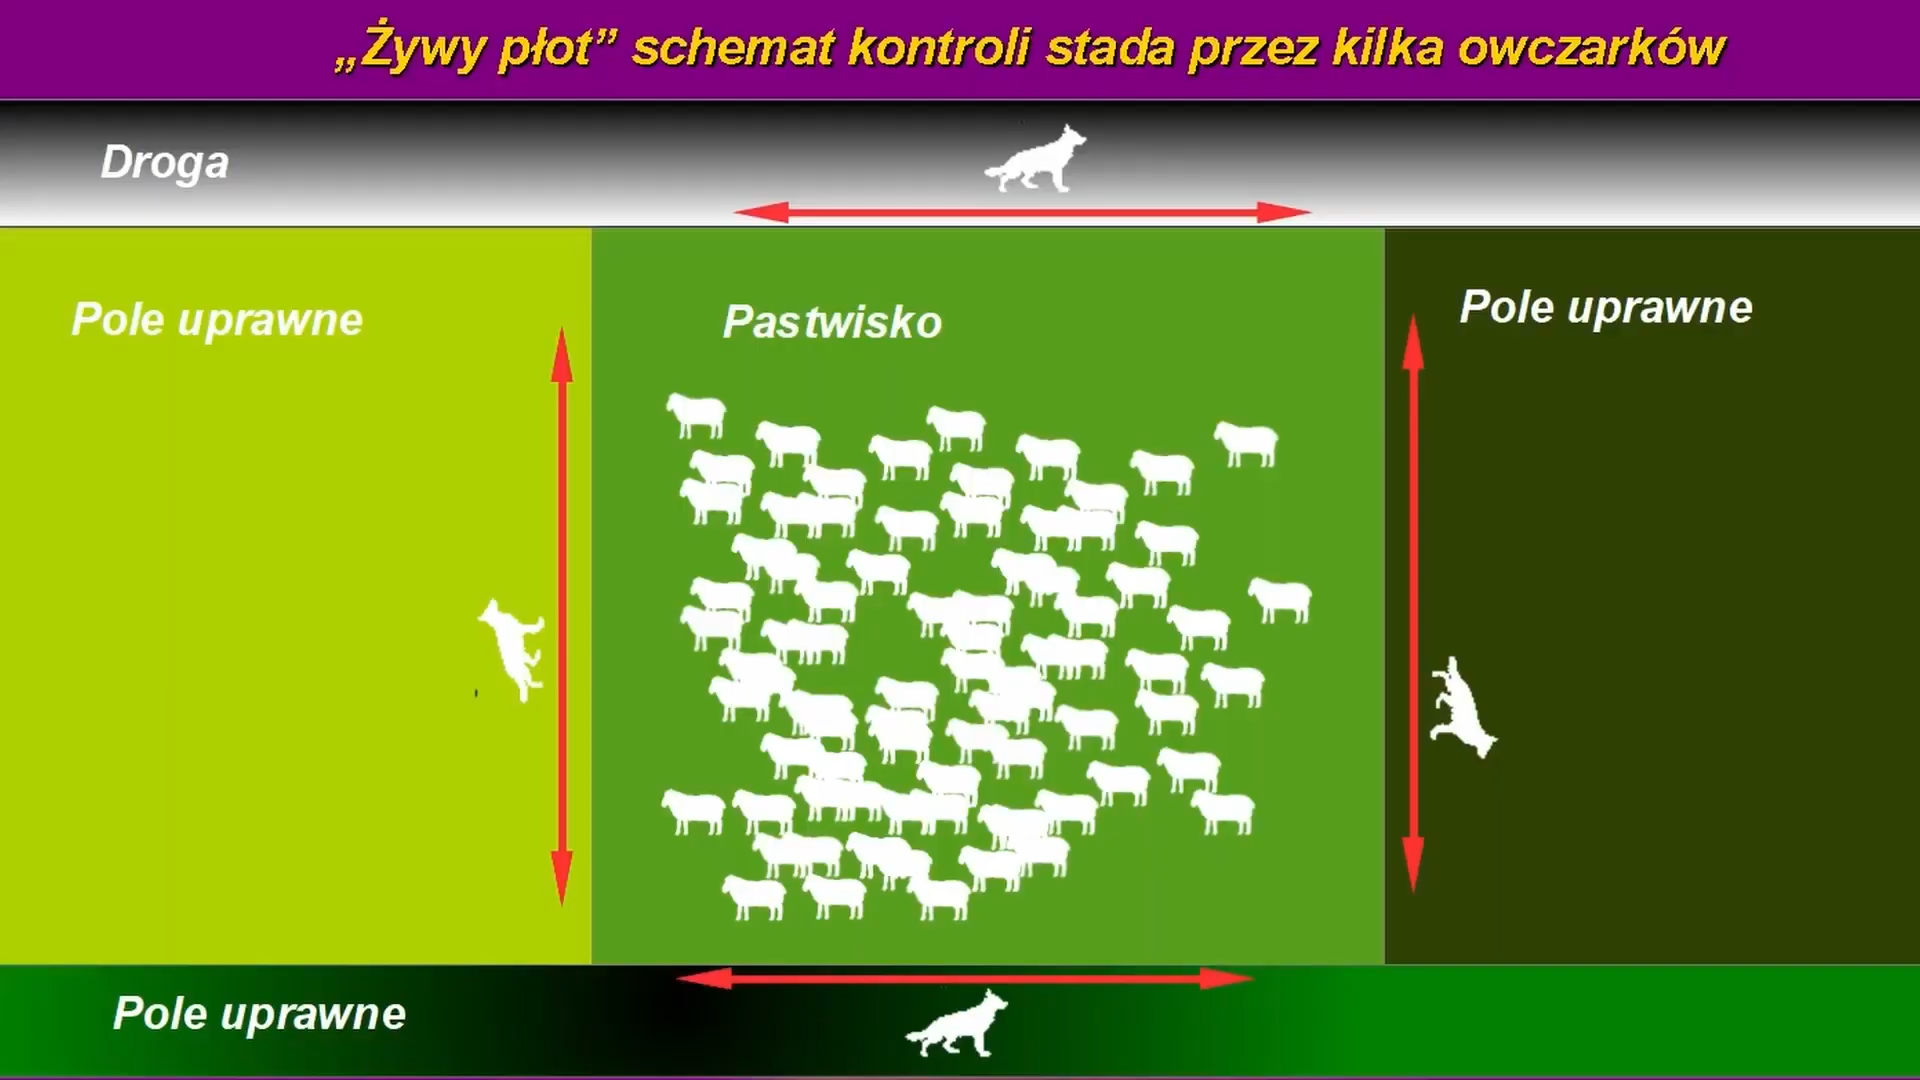 „Żywy płot” schemat kontroli stada przez kilka owczarków
Droga
Pole uprawne
Pastwisko
Pole uprawne
Pole uprawne